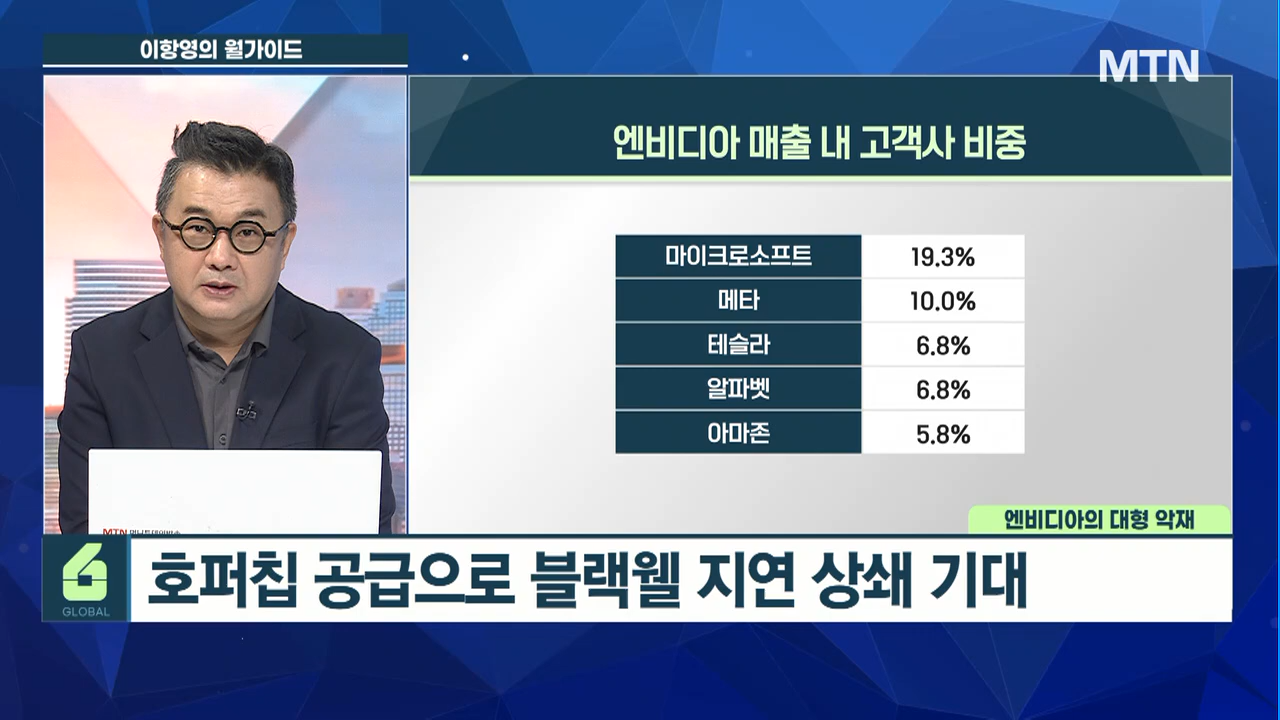 이항영의 월가이드
MTN
엔비디아 매출 내 고객사 비중
마이크로소프트 19.3%
메타 10.0%
테슬라 6.8%
알파벳 6.8%
아마존 5.8%
MTN
엔비디아의 대형 악재
6
GLOBAL
호퍼칩 공급으로 블랙웰 지연 상쇄 기대